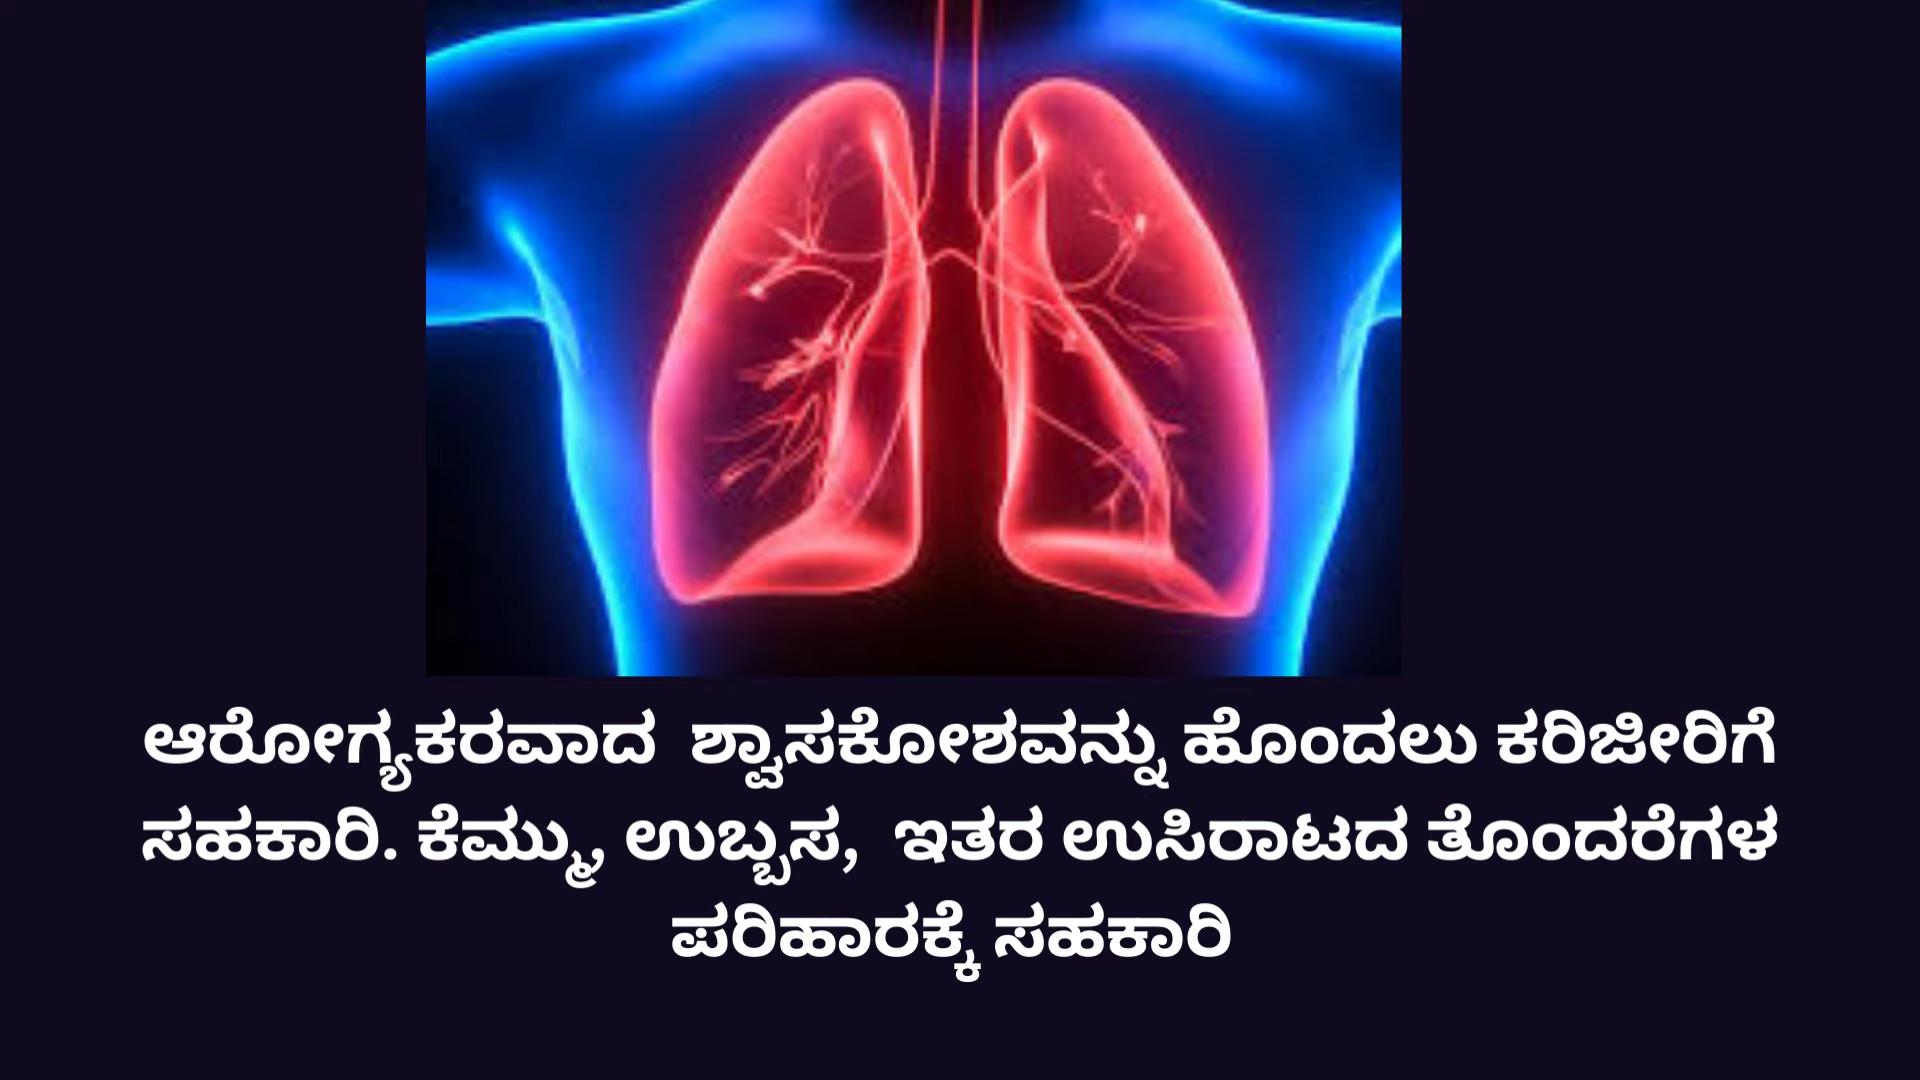 ಆರೋಗ್ಯಕರವಾದ ಶ್ವಾಸಕೋಶವನ್ನು ಹೊಂದಲು ಕರಿಜೀರಿಗೆ
ಸಹಕಾರಿ. ಕೆಮ್ಮು, ಉಬ್ಬಸ, ಇತರ ಉಸಿರಾಟದ ತೊಂದರೆಗಳ
ಪರಿಹಾರಕ್ಕೆ ಸಹಕಾರಿ